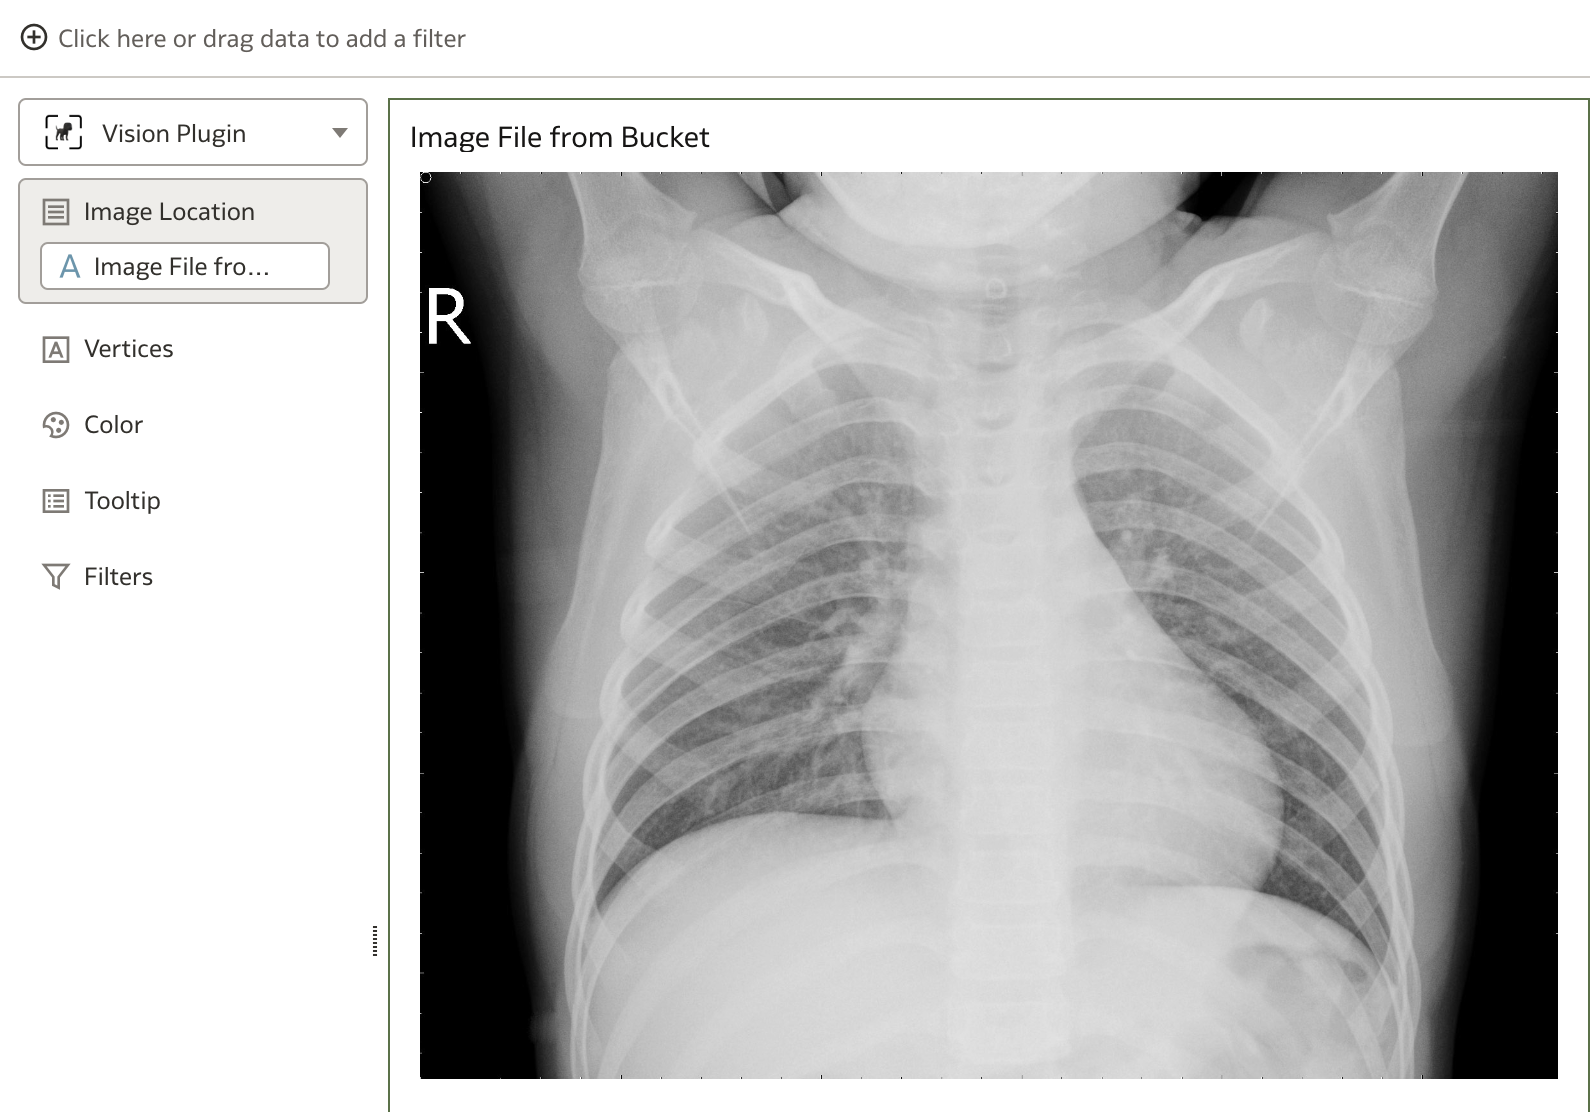 Click here or drag data to add a filter
Vision Plugin
Image File from Bucket
Image Location
A Image File fro...
R
A Vertices
Color
Tooltip
Filters